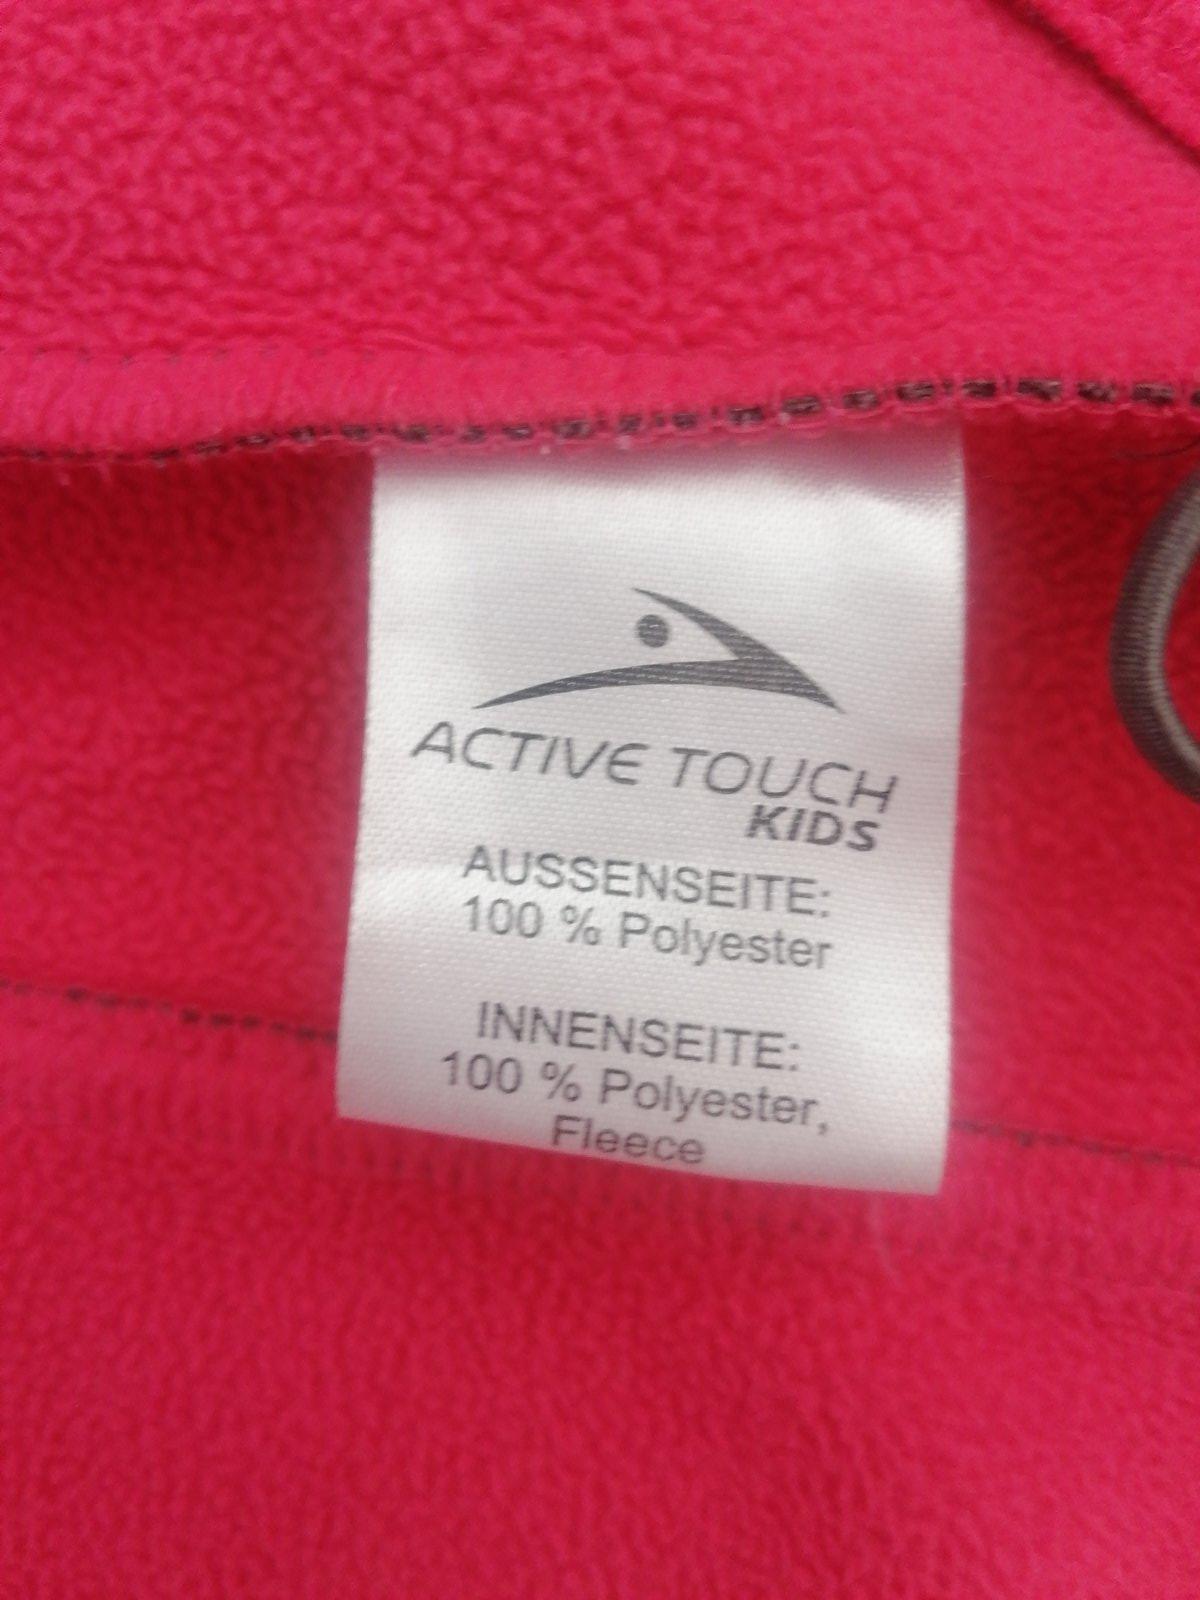 ACTIVE TOUCH
KIDS
AUSSENSEITE:
100 % Polyester
INNENSEITE:
100 % Polyester,
Fleece